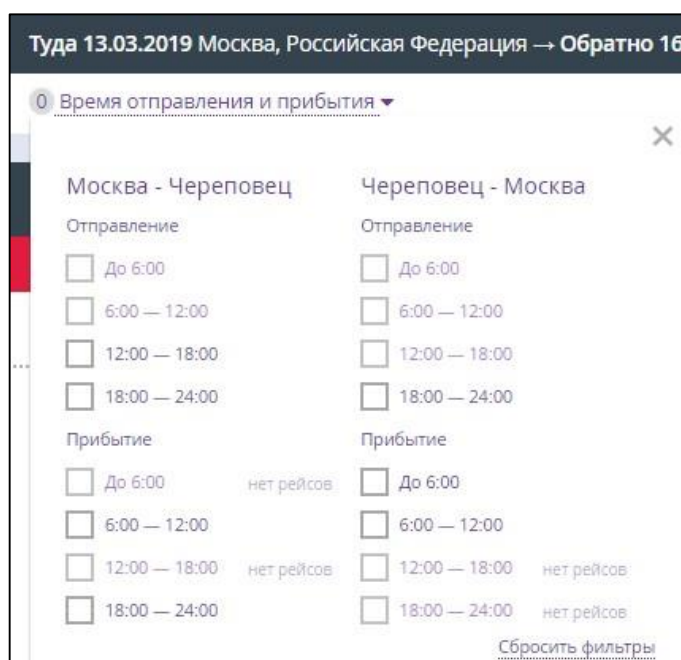 Туда 13.03.2019 Москва, Российская Федерация → Обратно 16
0 Время отправления и прибытия
Москва - Череповец
Отправление
До 6:00
6:00 — 12:00
12:00 — 18:00
18:00 — 24:00
Прибытие
До 6:00 нет рейсов
6:00 — 12:00
12:00 — 18:00 нет рейсов
18:00 — 24:00
Череповец - Москва
Отправление
До 6:00
6:00 — 12:00
12:00 — 18:00
18:00 — 24:00
Прибытие
До 6:00
6:00 — 12:00
12:00 — 18:00 нет рейсов
18:00 — 24:00 нет рейсов
Сбросить фильтры